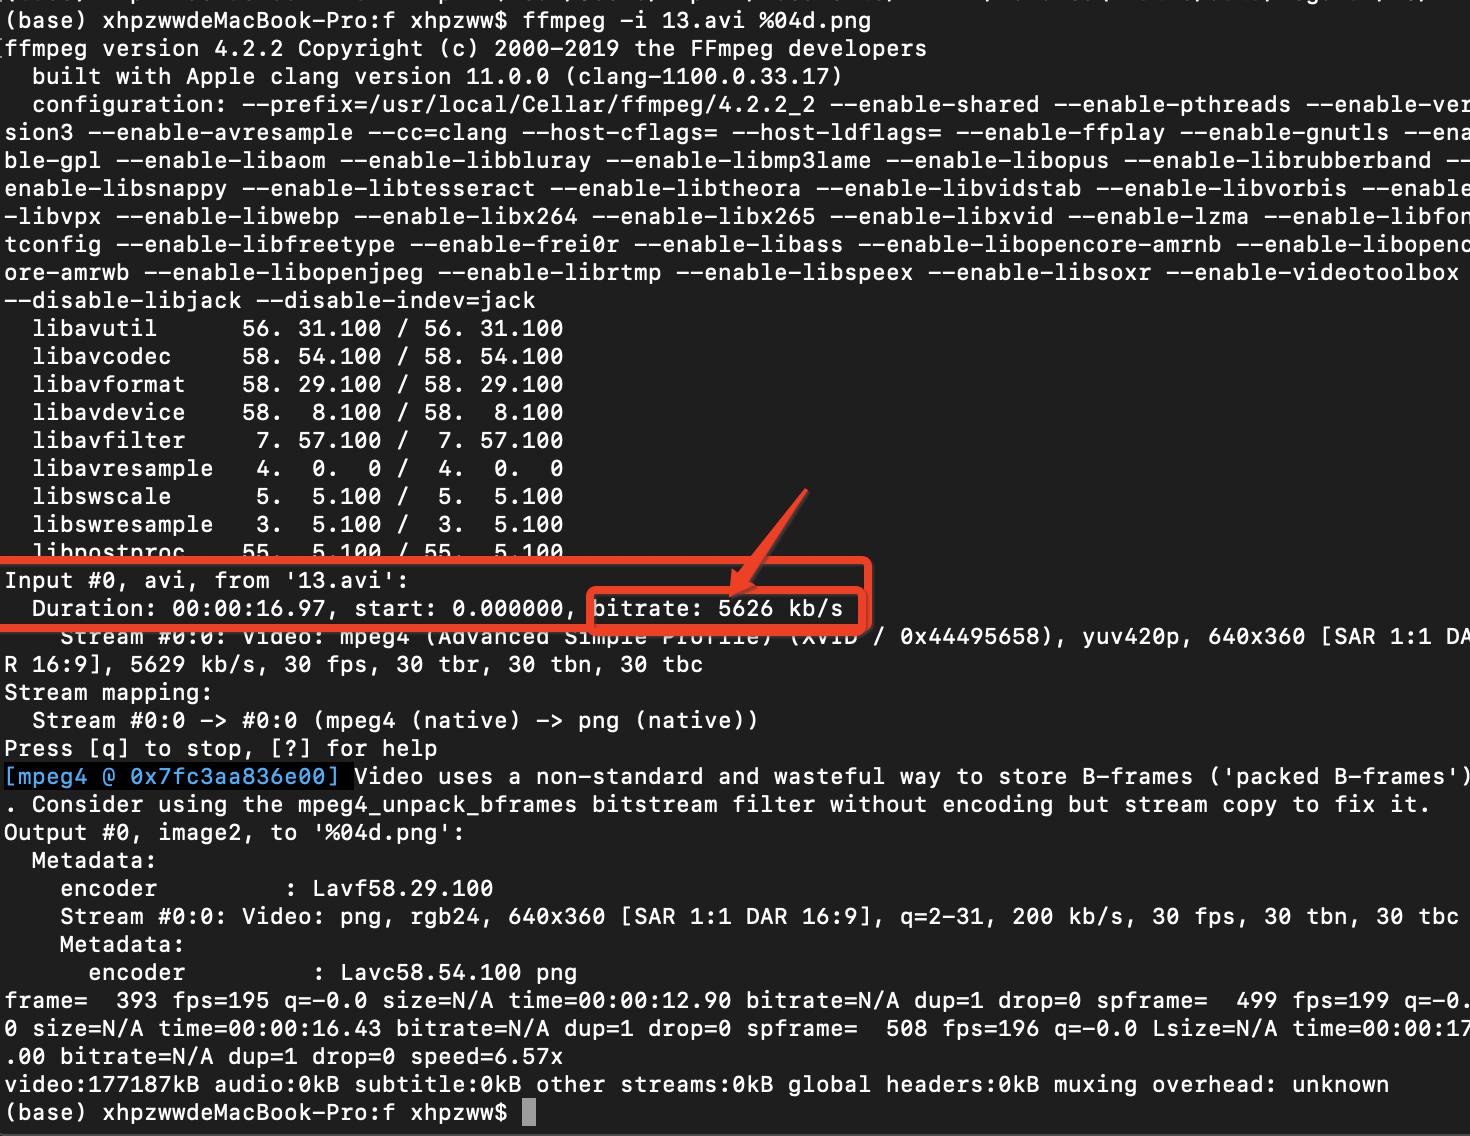 (base) xhpzwwdeMacBook-Pro:f xhpzww$ ffmpeg -i 13.avi %04d.png
ffmpeg version 4.2.2 Copyright (c) 2000-2019 the FFmpeg developers
built with Apple clang version 11.0.0 (clang-1100.0.33.17)
configuration: --prefix=/usr/local/Cellar/ffmpeg/4.2.2_2 --enable-shared --enable-pthreads --enable-ver
sion3 --enable-avresample --cc=clang --host-cflags= --host-ldflags= --enable-ffplay --enable-gnutls --ena
ble-gpl --enable-libaom --enable-libbluray --enable-libmp3lame --enable-libopus --enable-librubberband --
enable-libsnappy --enable-libtesseract --enable-libtheora --enable-libvidstab --enable-libvorbis --enable
-libvpx --enable-libwebp --enable-libx264 --enable-libx265 --enable-libxvid --enable-lzma --enable-libfon
tconfig --enable-libfreetype --enable-frei0r --enable-libass --enable-libopencore-amrnb --enable-libopenc
ore-amrwb --enable-libopenjpeg --enable-librtmp --enable-libspeex --enable-libsoxr --enable-videotoolbox
--disable-libjack --disable-indev=jack
libavutil 56. 31.100 / 56. 31.100
libavcodec 58. 54.100 / 58. 54.100
libavformat 58. 29.100 / 58. 29.100
libavdevice 58. 8.100 / 58. 8.100
libavfilter 7. 57.100 / 7. 57.100
libavresample 4. 0. 0 / 4. 0. 0
libswscale 5. 5.100 / 5. 5.100
libswresample 3. 5.100 / 3. 5.100
libpostproc 55. 5.100 / 55. 5.100
Input #0, avi, from '13.avi':
Duration: 00:00:16.97, start: 0.000000, bitrate: 5626 kb/s
Stream #0:0: Video: mpeg4 (Advanced Simple Profile) (XVID / 0x44495658), yuv420p, 640x360 [SAR 1:1 DA
R 16:9], 5629 kb/s, 30 fps, 30 tbr, 30 tbn, 30 tbc
Stream mapping:
Stream #0:0 -> #0:0 (mpeg4 (native) -> png (native))
Press [q] to stop, [?] for help
[mpeg4 @ 0x7fc3aa836e00] Video uses a non-standard and wasteful way to store B-frames ('packed B-frames')
. Consider using the mpeg4_unpack_bframes bitstream filter without encoding but stream copy to fix it.
Output #0, image2, to '%04d.png':
Metadata:
encoder : Lavf58.29.100
Stream #0:0: Video: png, rgb24, 640x360 [SAR 1:1 DAR 16:9], q=2-31, 200 kb/s, 30 fps, 30 tbn, 30 tbc
Metadata:
encoder : Lavc58.54.100 png
frame= 393 fps=195 q=-0.0 size=N/A time=00:00:12.90 bitrate=N/A dup=1 drop=0 spframe= 499 fps=199 q=-0.
0 size=N/A time=00:00:16.43 bitrate=N/A dup=1 drop=0 spframe= 508 fps=196 q=-0.0 Lsize=N/A time=00:00:17
.00 bitrate=N/A dup=1 drop=0 speed=6.57x
video:177187kB audio:0kB subtitle:0kB other streams:0kB global headers:0kB muxing overhead: unknown
(base) xhpzwwdeMacBook-Pro:f xhpzww$